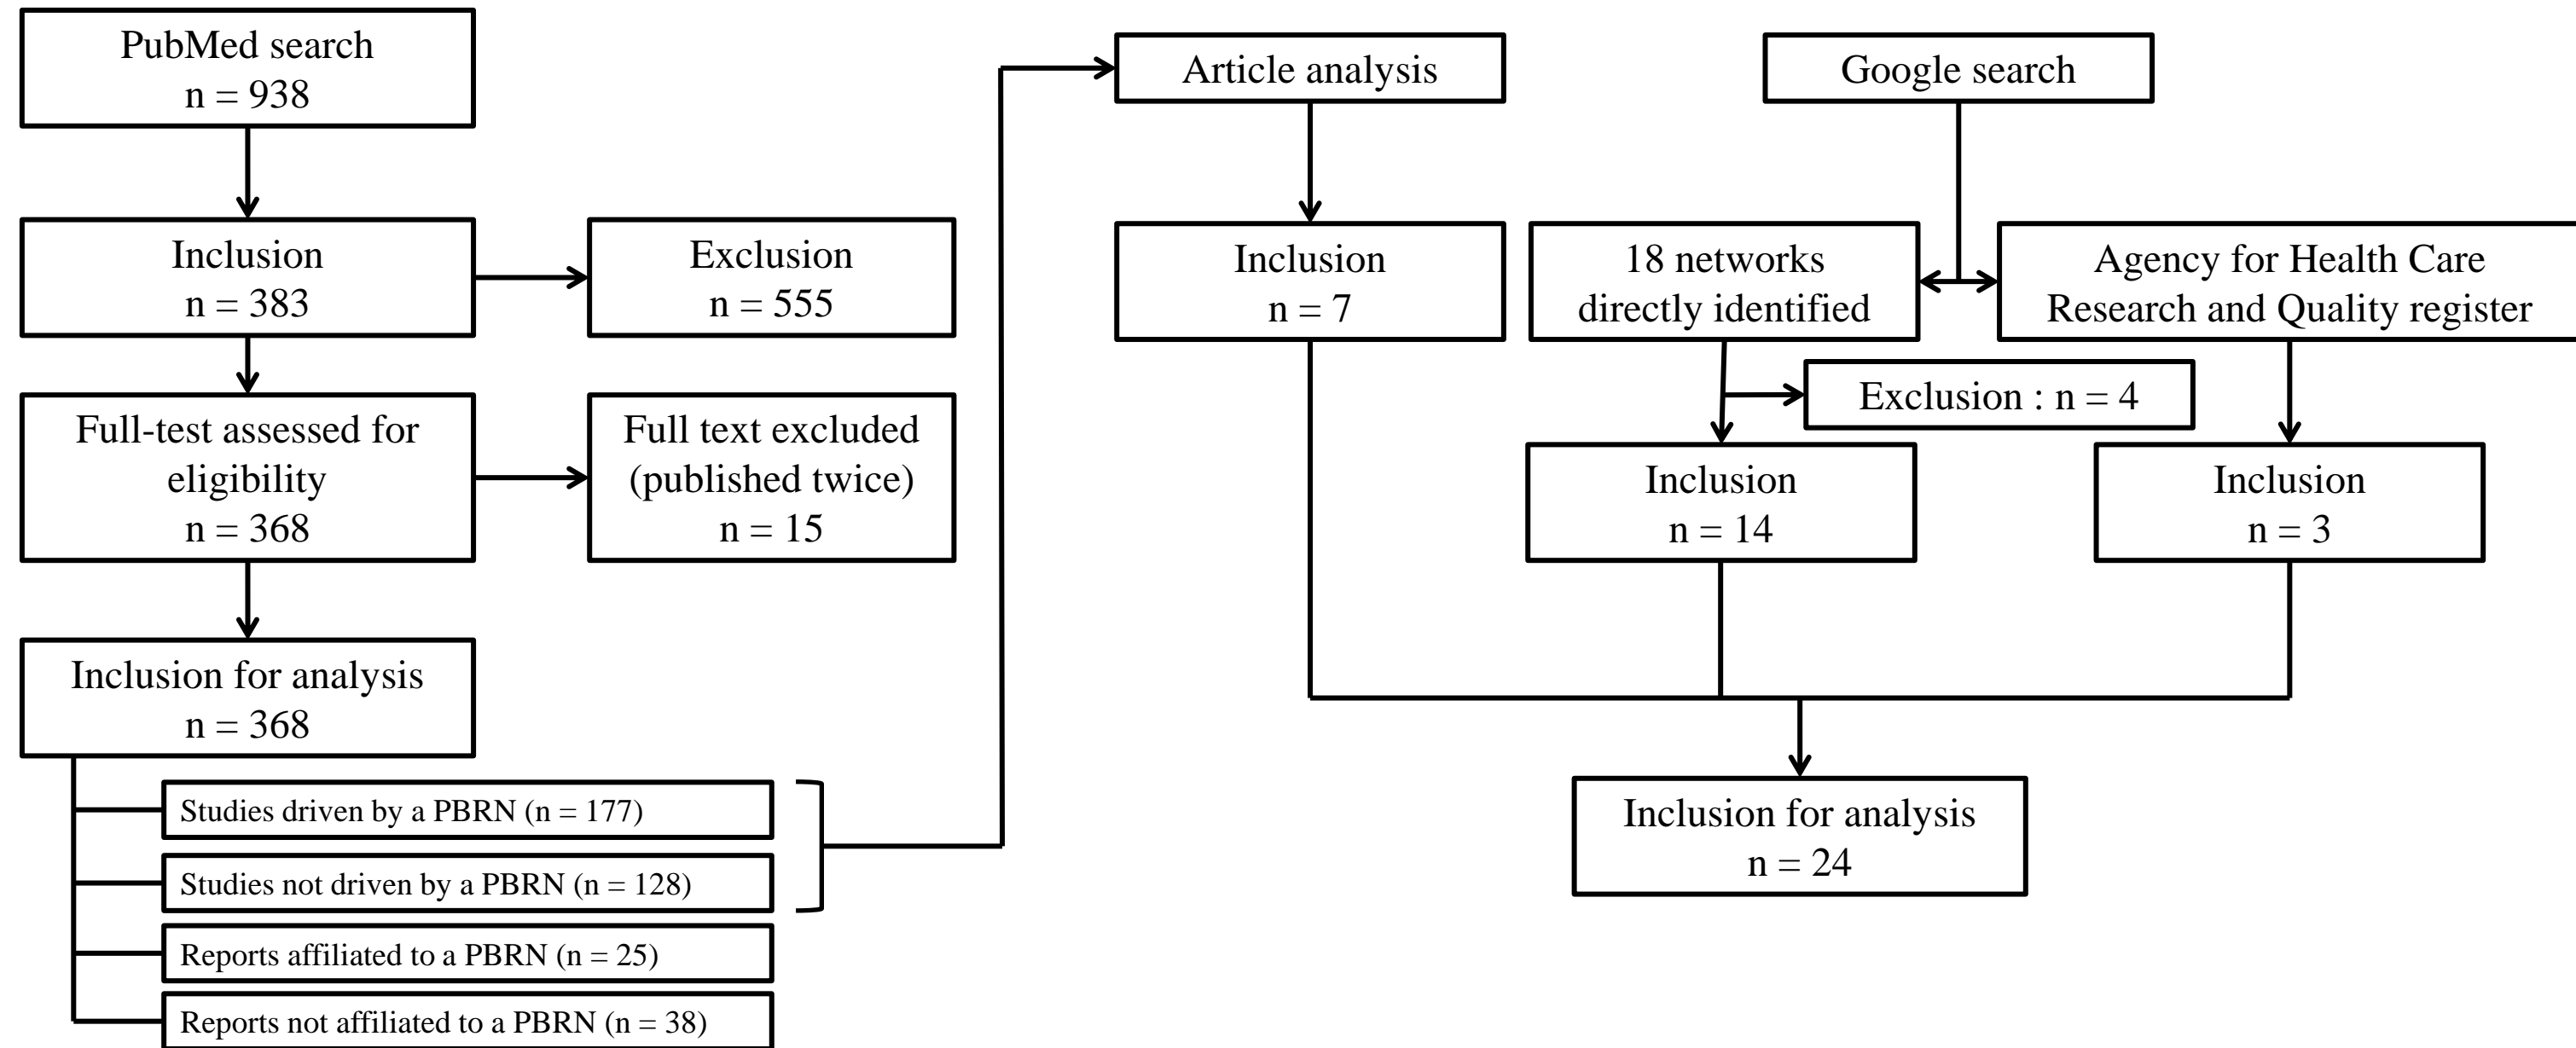 PubMed search
n = 938
Inclusion
n = 383
Exclusion
n = 555
Full-test assessed for
eligibility
n = 368
Full text excluded
(published twice)
n = 15
Inclusion for analysis
n = 368
Studies driven by a PBRN (n = 177)
Studies not driven by a PBRN (n = 128)
Reports affiliated to a PBRN (n = 25)
Reports not affiliated to a PBRN (n = 38)
Article analysis
Inclusion
n = 7
Google search
18 networks
directly identified
Agency for Health Care
Research and Quality register
Exclusion : n = 4
Inclusion
n = 14
Inclusion
n = 3
Inclusion for analysis
n = 24